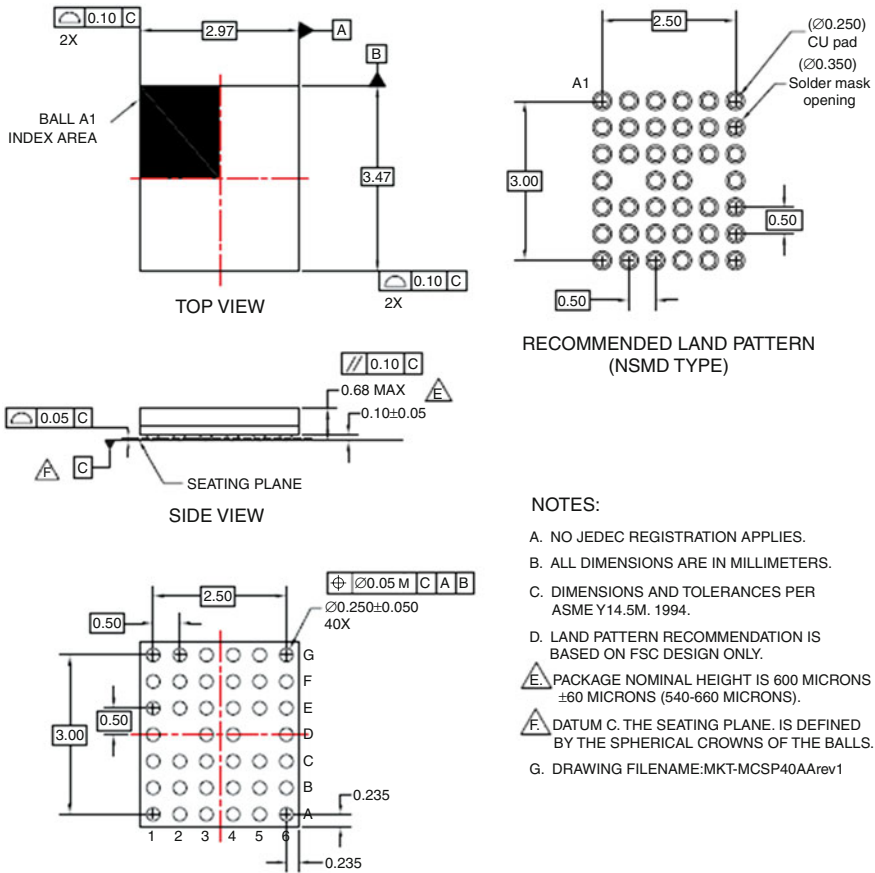 0.10 C
2X
2.97
A
B
BALL A1
INDEX AREA
3.47
0.10 C
2X
TOP VIEW
2.50
(Ø0.250)
CU pad
(Ø0.350)
Solder mask
opening
A1
3.00
0.50
0.50
RECOMMENDED LAND PATTERN
(NSMD TYPE)
// 0.10 C
0.68 MAX E
0.10±0.05
0.05 C
F C
SEATING PLANE
SIDE VIEW
⌖ Ø0.05 M C A B
Ø0.250±0.050
40X
2.50
0.50
G
F
E
0.50
3.00
D
C
B
A
1 2 3 4 5 6
0.235
0.235
NOTES:
A. NO JEDEC REGISTRATION APPLIES.
B. ALL DIMENSIONS ARE IN MILLIMETERS.
C. DIMENSIONS AND TOLERANCES PER
ASME Y14.5M. 1994.
D. LAND PATTERN RECOMMENDATION IS
BASED ON FSC DESIGN ONLY.
E. PACKAGE NOMINAL HEIGHT IS 600 MICRONS
±60 MICRONS (540-660 MICRONS).
F. DATUM C. THE SEATING PLANE. IS DEFINED
BY THE SPHERICAL CROWNS OF THE BALLS.
G. DRAWING FILENAME:MKT-MCSP40AArev1